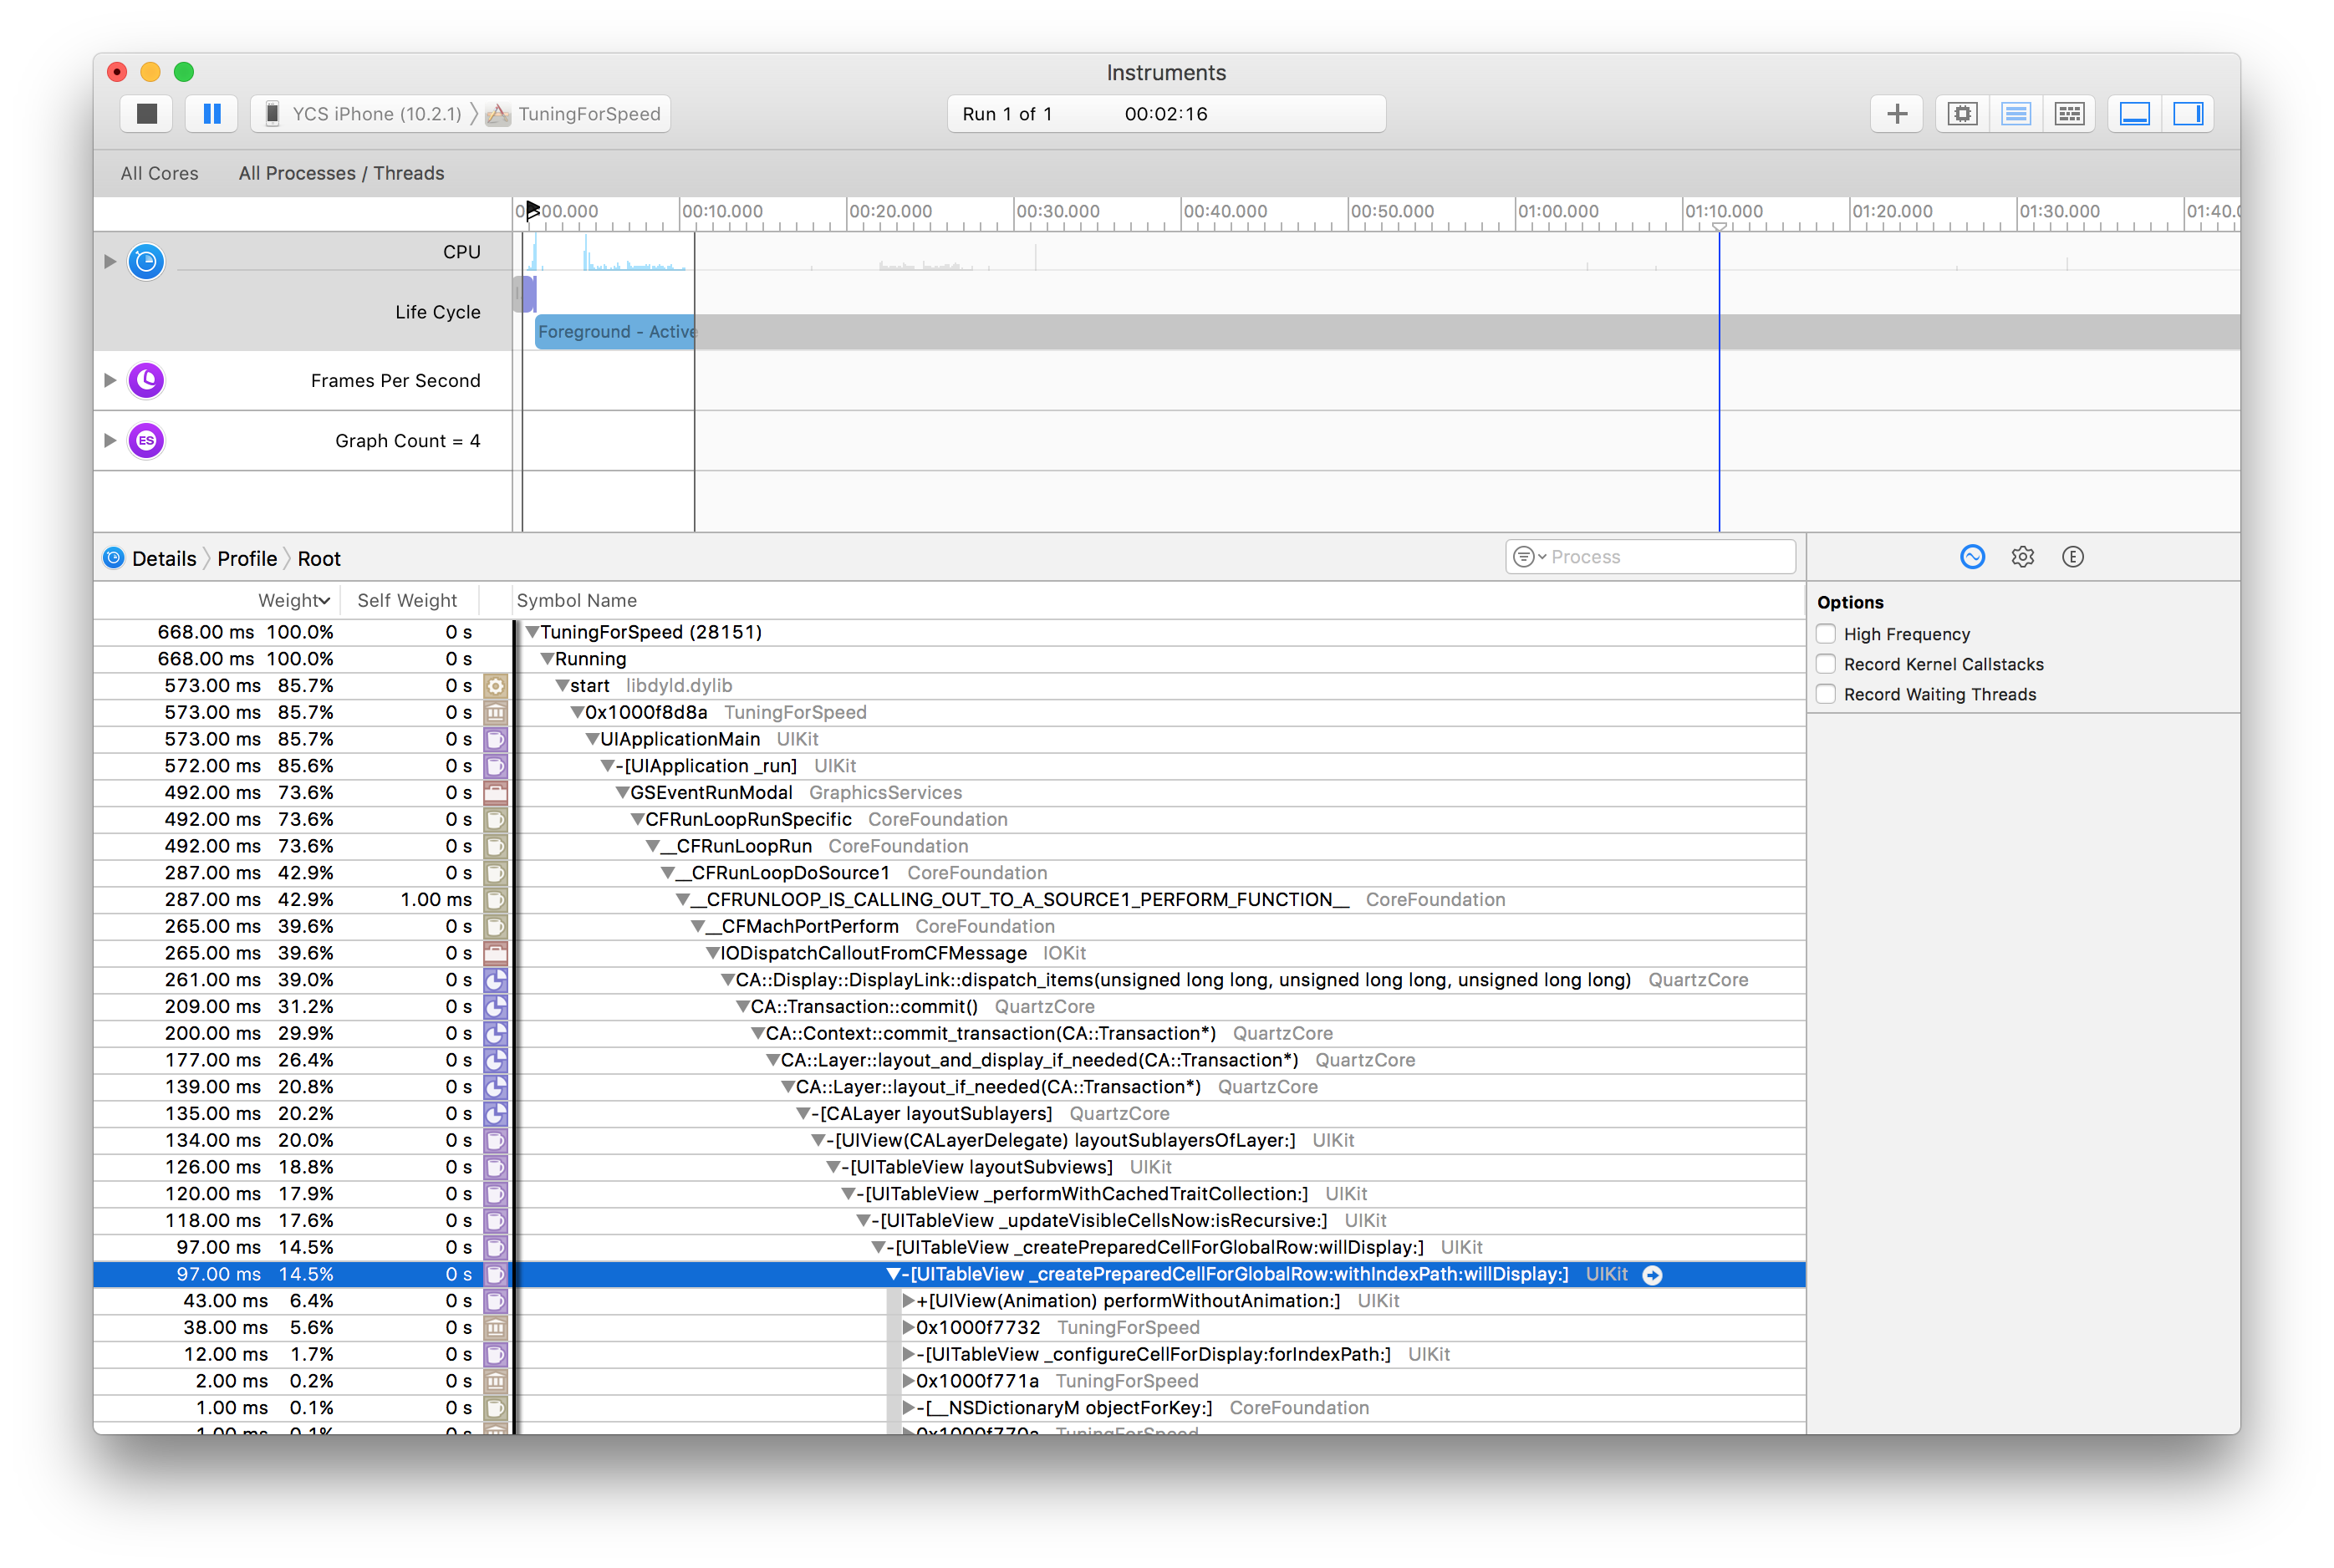 Instruments
YCS iPhone (10.2.1) TuningForSpeed Run 1 of 1 00:02:16
All Cores All Processes / Threads
00:10.000 00:20.000 00:30.000 00:40.000 00:50.000 01:00.000 01:10.000 01:20.000 01:30.000
CPU
Life Cycle
Foreground - Active
Frames Per Second
ES Graph Count = 4
Details Profile Root Process E
Weight Self Weight Symbol Name
Options
High Frequency
Record Kernel Callstacks
Record Waiting Threads
668.00 ms 100.0% 0 s TuningForSpeed (28151)
668.00 ms 100.0% 0 s Running
573.00 ms 85.7% 0 s start libdyld.dylib
573.00 ms 85.7% 0 s 0x1000f8d8a TuningForSpeed
573.00 ms 85.7% 0 s UIApplicationMain UIKit
572.00 ms 85.6% 0 s -[UIApplication _run] UIKit
492.00 ms 73.6% 0 s GSEventRunModal GraphicsServices
492.00 ms 73.6% 0 s CFRunLoopRunSpecific CoreFoundation
492.00 ms 73.6% 0 s __CFRunLoopRun CoreFoundation
287.00 ms 42.9% 0 s __CFRunLoopDoSource1 CoreFoundation
287.00 ms 42.9% 1.00 ms __CFRUNLOOP_IS_CALLING_OUT_TO_A_SOURCE1_PERFORM_FUNCTION__ CoreFoundation
265.00 ms 39.6% 0 s __CFMachPortPerform CoreFoundation
265.00 ms 39.6% 0 s IODispatchCalloutFromCFMessage IOKit
261.00 ms 39.0% 0 s CA::Display::DisplayLink::dispatch_items(unsigned long long, unsigned long long, unsigned long long) QuartzCore
209.00 ms 31.2% 0 s CA::Transaction::commit() QuartzCore
200.00 ms 29.9% 0 s CA::Context::commit_transaction(CA::Transaction*) QuartzCore
177.00 ms 26.4% 0 s CA::Layer::layout_and_display_if_needed(CA::Transaction*) QuartzCore
139.00 ms 20.8% 0 s CA::Layer::layout_if_needed(CA::Transaction*) QuartzCore
135.00 ms 20.2% 0 s -[CALayer layoutSublayers] QuartzCore
134.00 ms 20.0% 0 s -[UIView(CALayerDelegate) layoutSublayersOfLayer:] UIKit
126.00 ms 18.8% 0 s -[UITableView layoutSubviews] UIKit
120.00 ms 17.9% 0 s -[UITableView _performWithCachedTraitCollection:] UIKit
118.00 ms 17.6% 0 s -[UITableView _updateVisibleCellsNow:isRecursive:] UIKit
97.00 ms 14.5% 0 s -[UITableView _createPreparedCellForGlobalRow:willDisplay:] UIKit
97.00 ms 14.5% 0 s -[UITableView _createPreparedCellForGlobalRow:withIndexPath:willDisplay:] UIKit
43.00 ms 6.4% 0 s +[UIView(Animation) performWithoutAnimation:] UIKit
38.00 ms 5.6% 0 s 0x1000f7732 TuningForSpeed
12.00 ms 1.7% 0 s -[UITableView _configureCellForDisplay:forIndexPath:] UIKit
2.00 ms 0.2% 0 s 0x1000f771a TuningForSpeed
1.00 ms 0.1% 0 s -[__NSDictionaryM objectForKey:] CoreFoundation
1.00 ms 0.1% 0 s 0x1000f770a TuningForSpeed